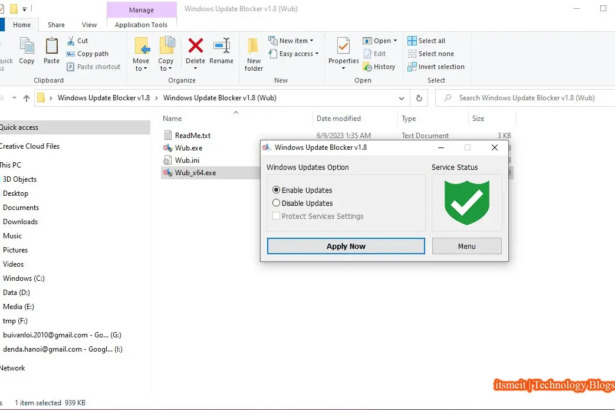 Manage
Windows Update Blocker v1.8 (Wub)
Home
Share
View
Application Tools
Copy
Paste
Cut
Copy path
Paste shortcut
Clipboard
Move to
Copy to
Delete
Rename
Organize
New folder
New item
Easy access
New
Properties
Open
Edit
History
Open
Select all
Select none
Invert selection
Select
Windows Update Blocker v1.8 > Windows Update Blocker v1.8 (Wub)
Search Windows Update Blocker v1.8 (Wub)
Name
Date modified
Type
Size
ReadMe.txt
6/9/2023 1:35 AM
Text Document
3 KB
Wub.exe
Wub.ini
Wub_x64.exe
Quick access
Creative Cloud Files
This PC
3D Objects
Desktop
Documents
Downloads
Music
Pictures
Videos
Windows (C:)
Data (D:)
Media (E:)
tmp (F:)
buivanloi.2010@gmail.com - Go... (G:)
denda.hanoi@gmail.com - Googl... (I:)
Network
Windows Update Blocker v1.8
Windows Updates Option
Service Status
Enable Updates
Disable Updates
Protect Services Settings
Apply Now
Menu
1 item selected 939 KB
itsmeit |Technology Blogs